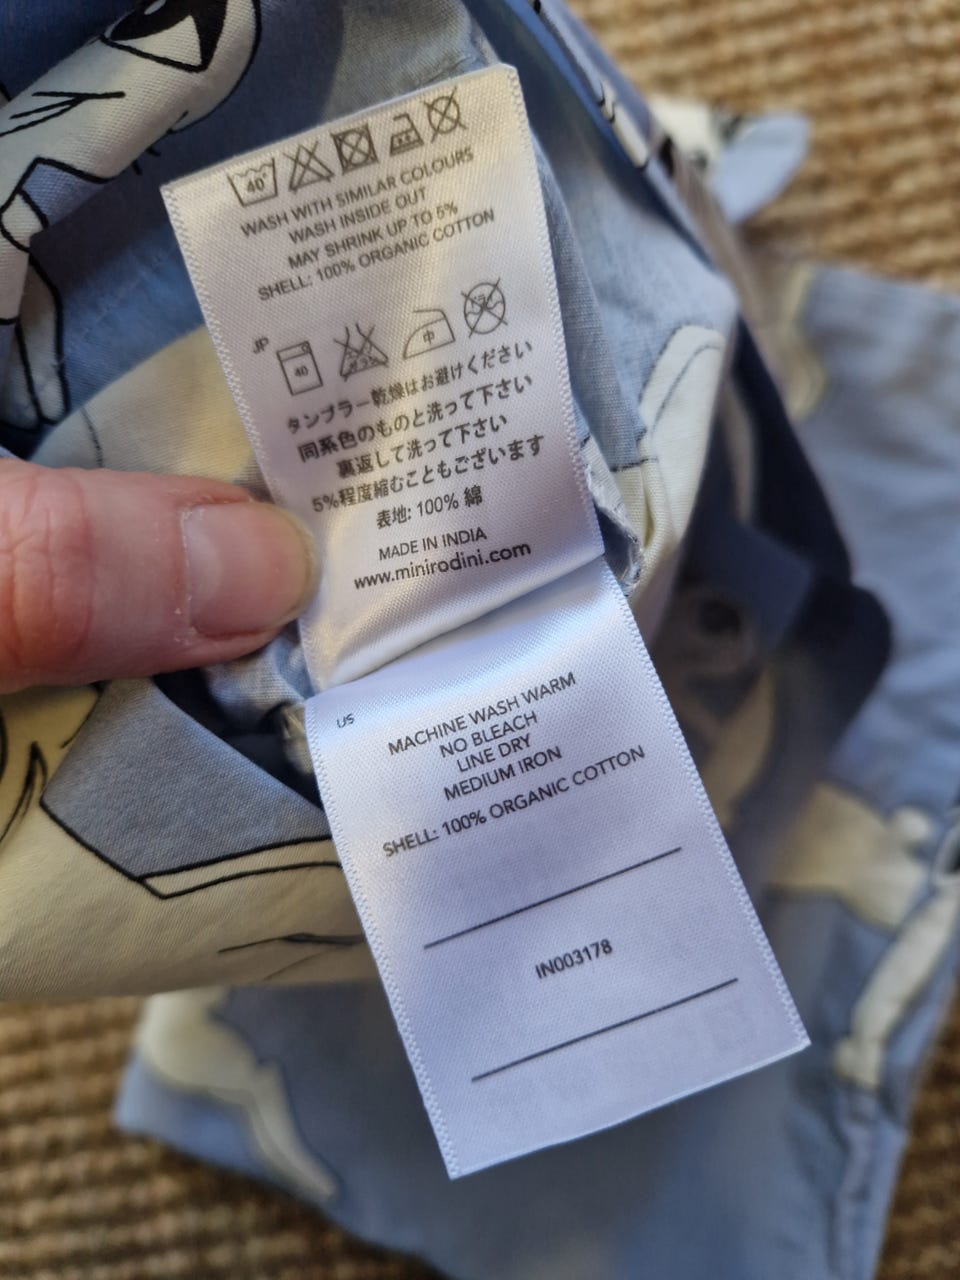 40°
WASH WITH SIMILAR COLOURS
WASH INSIDE OUT
MAY SHRINK UP TO 5%
SHELL: 100% ORGANIC COTTON
JP
40 中
タンブラー乾燥はお避けください
同系色のものと洗って下さい
裏返して洗って下さい
5%程度縮むこともございます
表地: 100% 綿
MADE IN INDIA
www.minirodini.com
US
MACHINE WASH WARM
NO BLEACH
LINE DRY
MEDIUM IRON
SHELL: 100% ORGANIC COTTON
IN003178